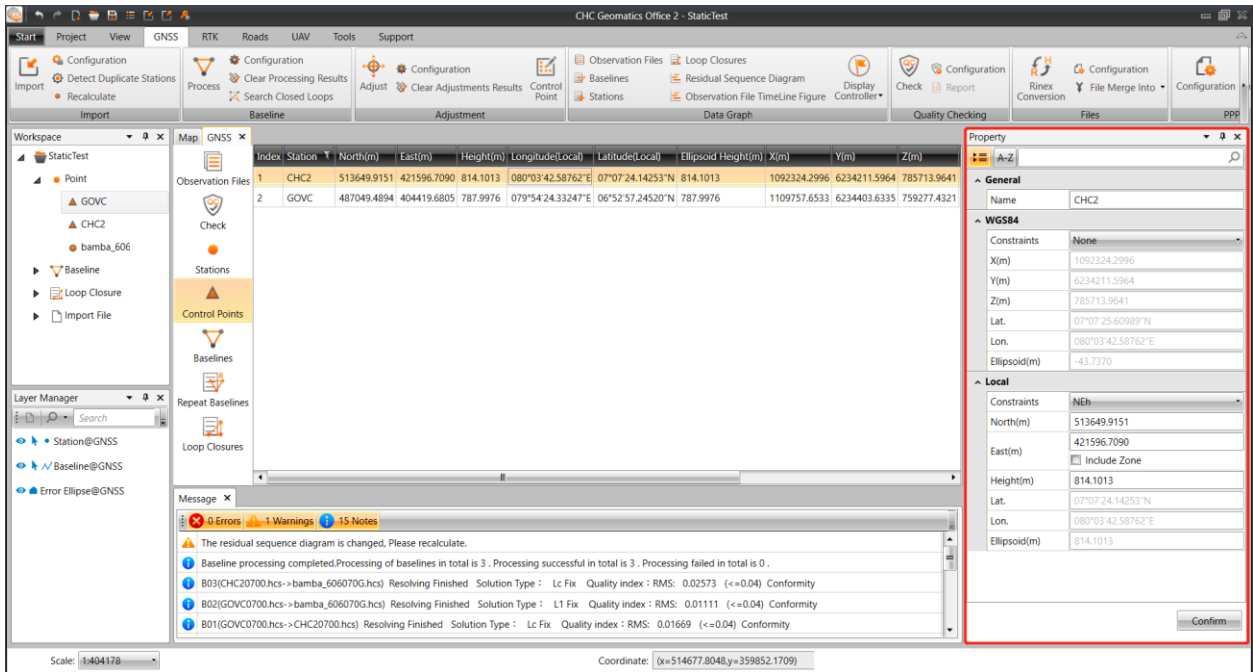 CHC Geomatics Office 2 - StaticTest
Start Project View GNSS RTK Roads UAV Tools Support
Import
Configuration
Detect Duplicate Stations
Recalculate
Import
Process
Configuration
Clear Processing Results
Search Closed Loops
Baseline
Adjust
Configuration
Clear Adjustments Results
Control Point
Adjustment
Observation Files
Baselines
Stations
Loop Closures
Residual Sequence Diagram
Observation File TimeLine Figure
Display Controller
Data Graph
Check
Configuration
Report
Quality Checking
Rinex Conversion
Configuration
File Merge Into
Files
Configuration
PPP
Workspace
StaticTest
Point
GOVC
CHC2
bamba_606
Baseline
Loop Closure
Import File
Layer Manager
Search
Station@GNSS
Baseline@GNSS
Error Ellipse@GNSS
Map GNSS
Observation Files
Check
Stations
Control Points
Baselines
Repeat Baselines
Loop Closures
Index Station North(m) East(m) Height(m) Longitude(Local) Latitude(Local) Ellipsoid Height(m) X(m) Y(m) Z(m)
1 CHC2 513649.9151 421596.7090 814.1013 080°03'42.58762"E 07°07'24.14253"N 814.1013 1092324.2996 6234211.5964 785713.9641
2 GOVC 487049.4894 404419.6805 787.9976 079°54'24.33247"E 06°52'57.24520"N 787.9976 1109757.6533 6234403.6335 759277.4321
Message
0 Errors 1 Warnings 15 Notes
The residual sequence diagram is changed, Please recalculate.
Baseline processing completed.Processing of baselines in total is 3 . Processing successful in total is 3 . Processing failed in total is 0 .
B03(CHC20700.hcs->bamba_606070G.hcs) Resolving Finished Solution Type : Lc Fix Quality index : RMS: 0.02573 (<=0.04) Conformity
B02(GOVC0700.hcs->bamba_606070G.hcs) Resolving Finished Solution Type : L1 Fix Quality index : RMS: 0.01111 (<=0.04) Conformity
B01(GOVC0700.hcs->CHC20700.hcs) Resolving Finished Solution Type : Lc Fix Quality index : RMS: 0.01669 (<=0.04) Conformity
Property
A-Z
General
Name CHC2
WGS84
Constraints None
X(m) 1092324.2996
Y(m) 6234211.5964
Z(m) 785713.9641
Lat. 07°07'25.60989"N
Lon. 080°03'42.58762"E
Ellipsoid(m) -43.7370
Local
Constraints NEh
North(m) 513649.9151
East(m) 421596.7090
Include Zone
Height(m) 814.1013
Lat. 07°07'24.14253"N
Lon. 080°03'42.58762"E
Ellipsoid(m) 814.1013
Confirm
Scale: 1:404178
Coordinate: (x=514677.8048,y=359852.1709)